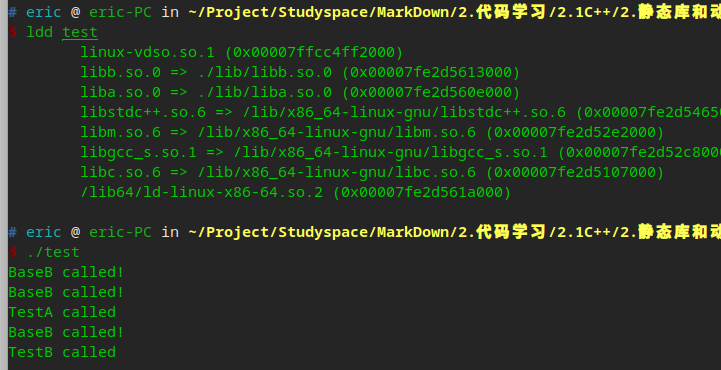 # eric @ eric-PC in ~/Project/Studyspace/MarkDown/2.代码学习/2.1C++/2.静态库和动
$ ldd test
linux-vdso.so.1 (0x00007ffcc4ff2000)
libb.so.0 => ./lib/libb.so.0 (0x00007fe2d5613000)
liba.so.0 => ./lib/liba.so.0 (0x00007fe2d560e000)
libstdc++.so.6 => /lib/x86_64-linux-gnu/libstdc++.so.6 (0x00007fe2d5465
libm.so.6 => /lib/x86_64-linux-gnu/libm.so.6 (0x00007fe2d52e2000)
libgcc_s.so.1 => /lib/x86_64-linux-gnu/libgcc_s.so.1 (0x00007fe2d52c800
libc.so.6 => /lib/x86_64-linux-gnu/libc.so.6 (0x00007fe2d5107000)
/lib64/ld-linux-x86-64.so.2 (0x00007fe2d561a000)
# eric @ eric-PC in ~/Project/Studyspace/MarkDown/2.代码学习/2.1C++/2.静态库和动
$ ./test
BaseB called!
BaseB called!
TestA called
BaseB called!
TestB called